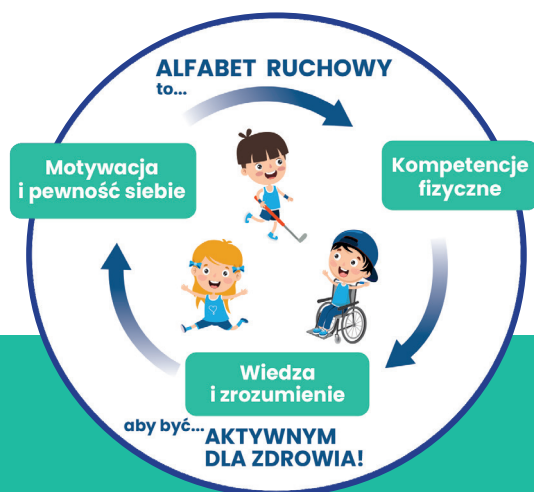 ALFABET RUCHOWY
to...
Motywacja
i pewność siebie
Kompetencje
fizyczne
Wiedza
i zrozumienie
aby być...
AKTYWNYM
DLA ZDROWIA!